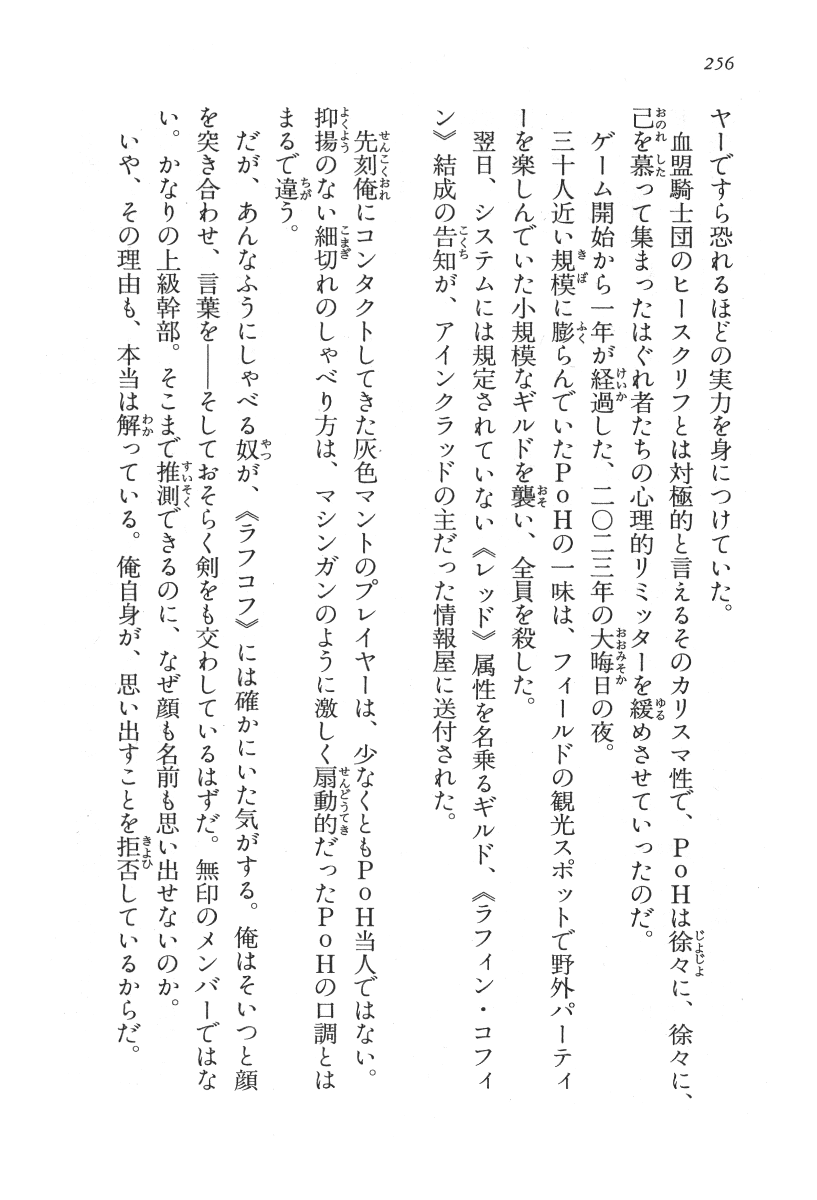 256
ヤーですら恐れるほどの実力を身につけていた。
血盟騎士団のヒースクリフとは対極的と言えるそのカリスマ性で、PoHは徐々に、徐々に、
己を慕って集まったはぐれ者たちの心理的リミッターを緩めさせていったのだ。
ゲーム開始から一年が経過した、二〇二三年の大晦日の夜。
三十人近い規模に膨らんでいたPoHの一味は、フィールドの観光スポットで野外パーティ
ーを楽しんでいた小規模なギルドを襲い、全員を殺した。
翌日、システムには規定されていない《レッド》属性を名乗るギルド、《ラフィン・コフィ
ン》結成の告知が、アインクラッドの主だった情報屋に送付された。
先刻俺にコンタクトしてきた灰色マントのプレイヤーは、少なくともPoH当人ではない。
抑揚のない細切れのしゃべり方は、マシンガンのように激しく扇動的だったPoHの口調とは
まるで違う。
だが、あんなふうにしゃべる奴が、《ラフコフ》には確かにいた気がする。俺はそいつと顔
を突き合わせ、言葉を――そしておそらく剣をも交わしているはずだ。無印のメンバーではな
い。かなりの上級幹部。そこまで推測できるのに、なぜ顔も名前も思い出せないのか。
いや、その理由も、本当は解っている。俺自身が、思い出すことを拒否しているからだ。